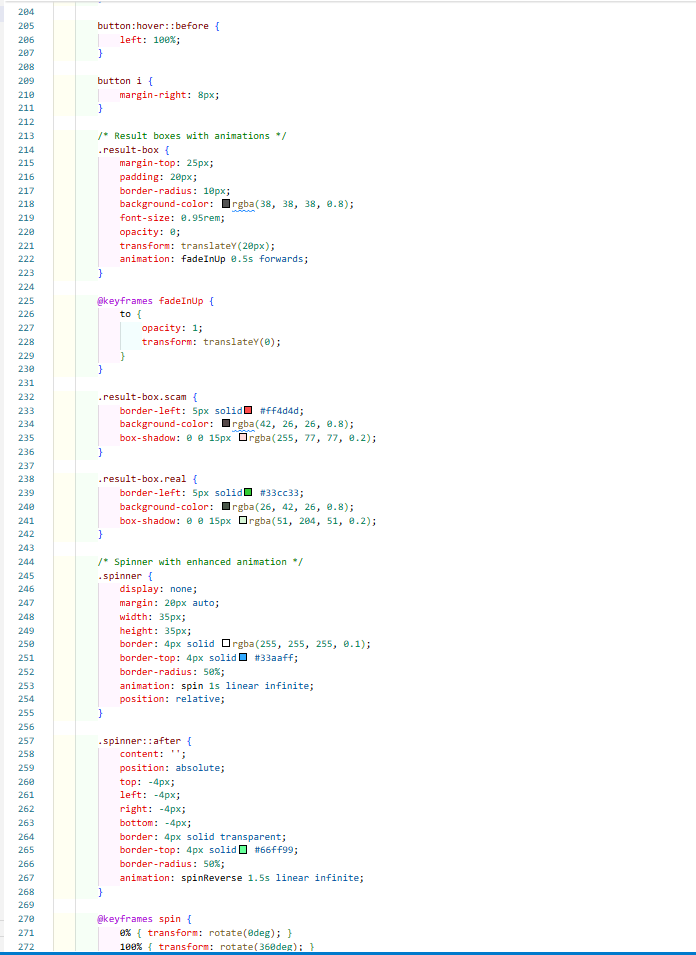 204
205 button:hover::before {
206 left: 100%;
207 }
208
209 button i {
210 margin-right: 8px;
211 }
212
213 /* Result boxes with animations */
214 .result-box {
215 margin-top: 25px;
216 padding: 20px;
217 border-radius: 10px;
218 background-color: rgba(38, 38, 38, 0.8);
219 font-size: 0.95rem;
220 opacity: 0;
221 transform: translateY(20px);
222 animation: fadeInUp 0.5s forwards;
223 }
224
225 @keyframes fadeInUp {
226 to {
227 opacity: 1;
228 transform: translateY(0);
229 }
230 }
231
232 .result-box.scam {
233 border-left: 5px solid #ff4d4d;
234 background-color: rgba(42, 26, 26, 0.8);
235 box-shadow: 0 0 15px rgba(255, 77, 77, 0.2);
236 }
237
238 .result-box.real {
239 border-left: 5px solid #33cc33;
240 background-color: rgba(26, 42, 26, 0.8);
241 box-shadow: 0 0 15px rgba(51, 204, 51, 0.2);
242 }
243
244 /* Spinner with enhanced animation */
245 .spinner {
246 display: none;
247 margin: 20px auto;
248 width: 35px;
249 height: 35px;
250 border: 4px solid rgba(255, 255, 255, 0.1);
251 border-top: 4px solid #33aaff;
252 border-radius: 50%;
253 animation: spin 1s linear infinite;
254 position: relative;
255 }
256
257 .spinner::after {
258 content: '';
259 position: absolute;
260 top: -4px;
261 left: -4px;
262 right: -4px;
263 bottom: -4px;
264 border: 4px solid transparent;
265 border-top: 4px solid #66ff99;
266 border-radius: 50%;
267 animation: spinReverse 1.5s linear infinite;
268 }
269
270 @keyframes spin {
271 0% { transform: rotate(0deg); }
272 100% { transform: rotate(360deg); }